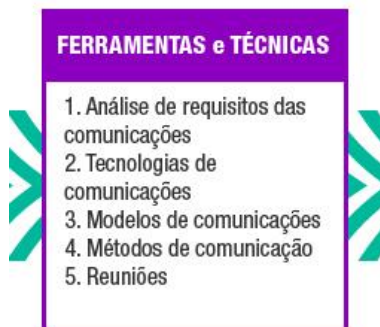 FERRAMENTAS e TÉCNICAS
1. Análise de requisitos das
comunicações
2. Tecnologias de
comunicações
3. Modelos de comunicações
4. Métodos de comunicação
5. Reuniões